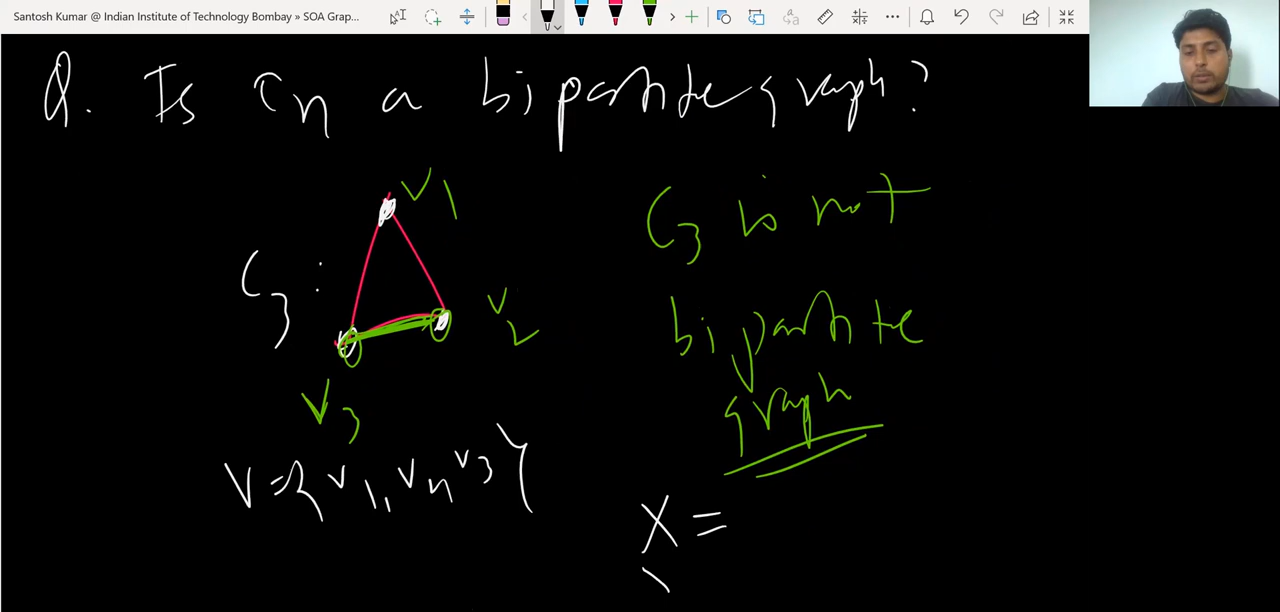 Santosh Kumar @ Indian Institute of Technology Bombay » SOA Grap...
Q. Is Cn a bipartite graph?
V1
C3 :
V2
V3
C3 is not
bipartite
graph
V = { V1, V2, V3 }
X =